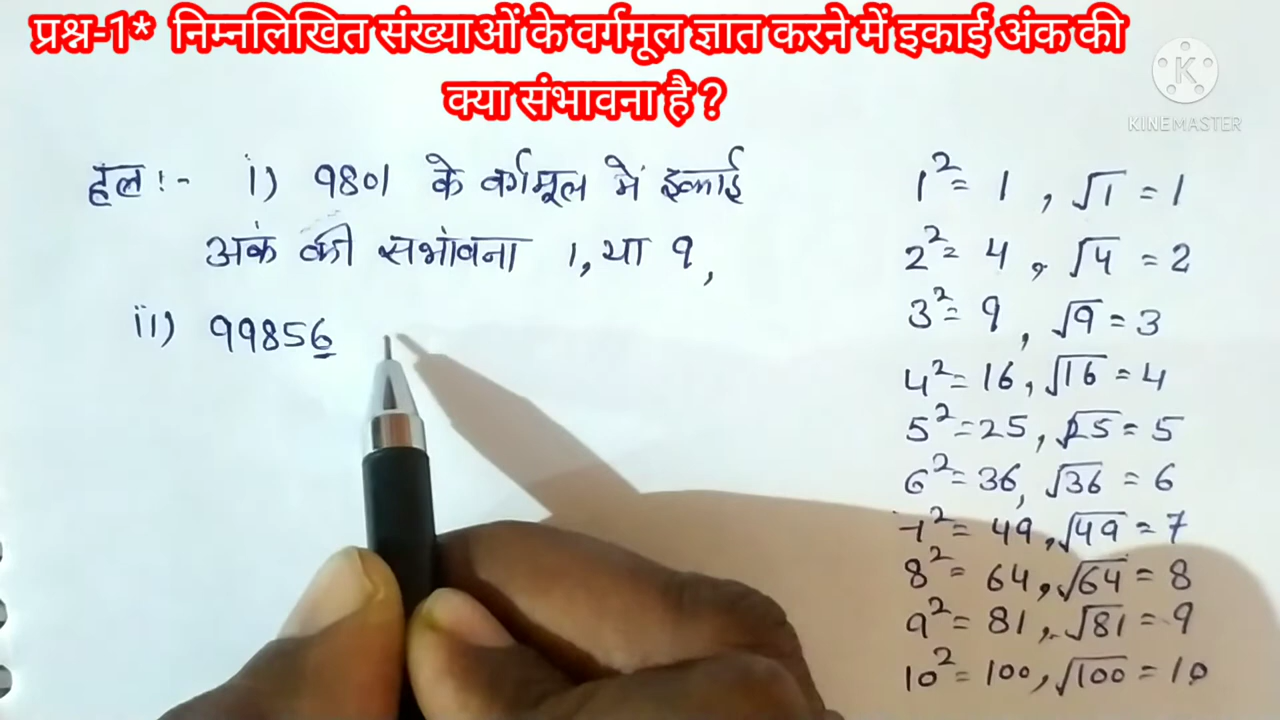 प्रश्न-1* निम्नलिखित संख्याओं के वर्गमूल ज्ञात करने में इकाई अंक की
क्या संभावना है ?
K
KINEMASTER
हल :- i) 9801 के वर्गमूल में इकाई
अंक की सभांवना 1, या 9,
ii) 99856
1² = 1 , √1 = 1
2² = 4 , √4 = 2
3² = 9 , √9 = 3
4² = 16, √16 = 4
5² = 25, √25 = 5
6² = 36, √36 = 6
7² = 49, √49 = 7
8² = 64, √64 = 8
9² = 81, √81 = 9
10² = 100, √100 = 10